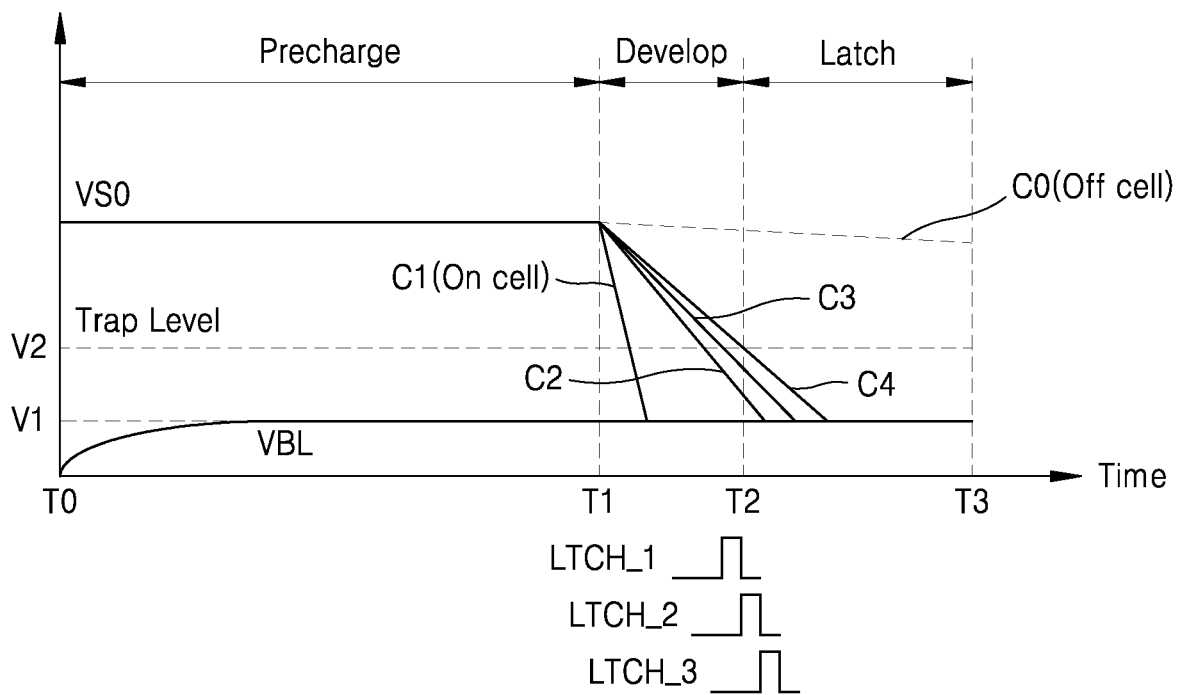 Precharge Develop Latch
VS0
C0(Off cell)
C1(On cell)
C3
Trap Level
V2
C2
C4
V1
VBL
Time
T0 T1 T2 T3
LTCH_1
LTCH_2
LTCH_3